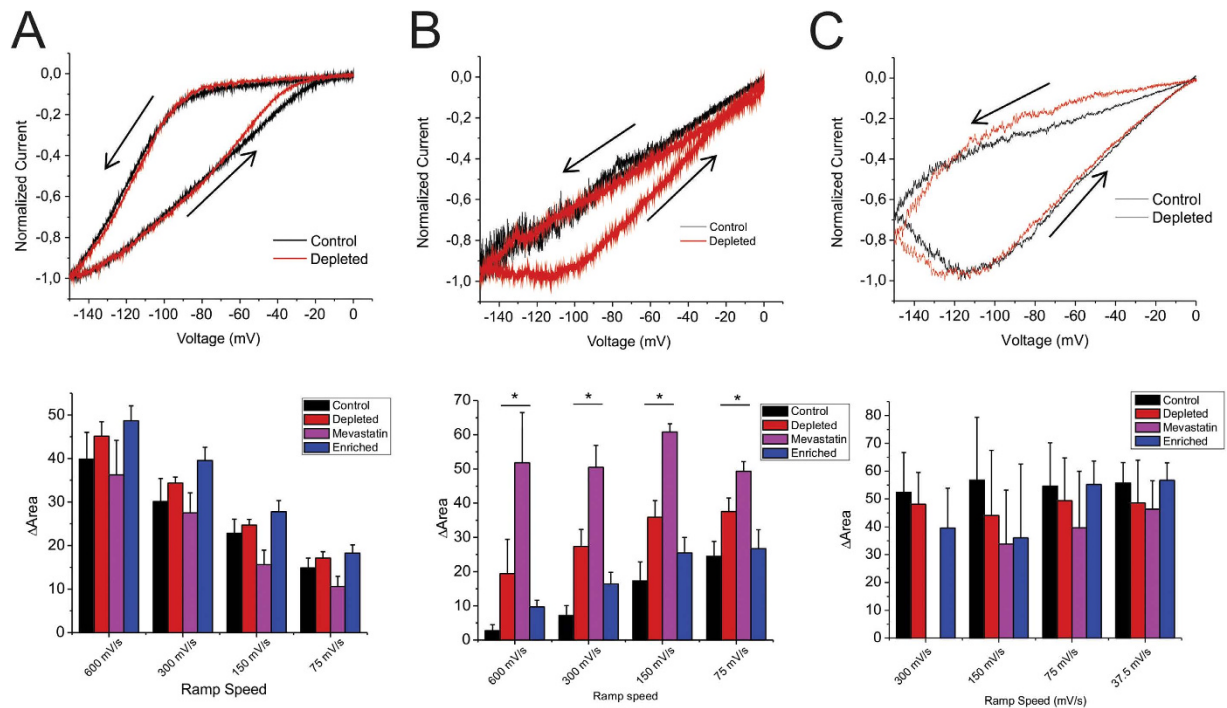 A
0,0
-0,2
-0,4
-0,6
-0,8
-1,0
Normalized Current
Control
Depleted
-140 -120 -100 -80 -60 -40 -20 0
Voltage (mV)
B
0,0
-0,2
-0,4
-0,6
-0,8
-1,0
Normalized Current
Control
Depleted
-140 -120 -100 -80 -60 -40 -20 0
Voltage (mV)
C
0,0
-0,2
-0,4
-0,6
-0,8
-1,0
Normalized Current
Control
Depleted
-140 -120 -100 -80 -60 -40 -20 0
Voltage (mV)
50
40
30
20
10
0
ΔArea
Control
Depleted
Mevastatin
Enriched
600 mV/s 300 mV/s 150 mV/s 75 mV/s
Ramp Speed
70
60
50
40
30
20
10
0
ΔArea
* * * *
Control
Depleted
Mevastatin
Enriched
600 mV/s 300 mV/s 150 mV/s 75 mV/s
Ramp speed
80
70
60
50
40
30
20
10
0
ΔArea
Control
Depleted
Mevastatin
Enriched
300 mV/s 150 mV/s 75 mV/s 37.5 mV/s
Ramp Speed (mV/s)